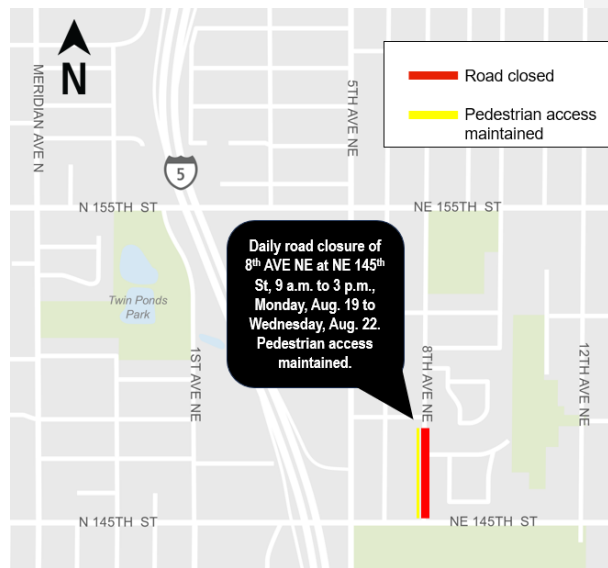 N
MERIDIAN AVE N
5
5TH AVE NE
Road closed
Pedestrian access
maintained
N 155TH ST
NE 155TH ST
Daily road closure of
8th AVE NE at NE 145th
St, 9 a.m. to 3 p.m.,
Monday, Aug. 19 to
Wednesday, Aug. 22.
Pedestrian access
maintained.
Twin Ponds
Park
1ST AVE NE
8TH AVE NE
12TH AVE NE
N 145TH ST
NE 145TH ST